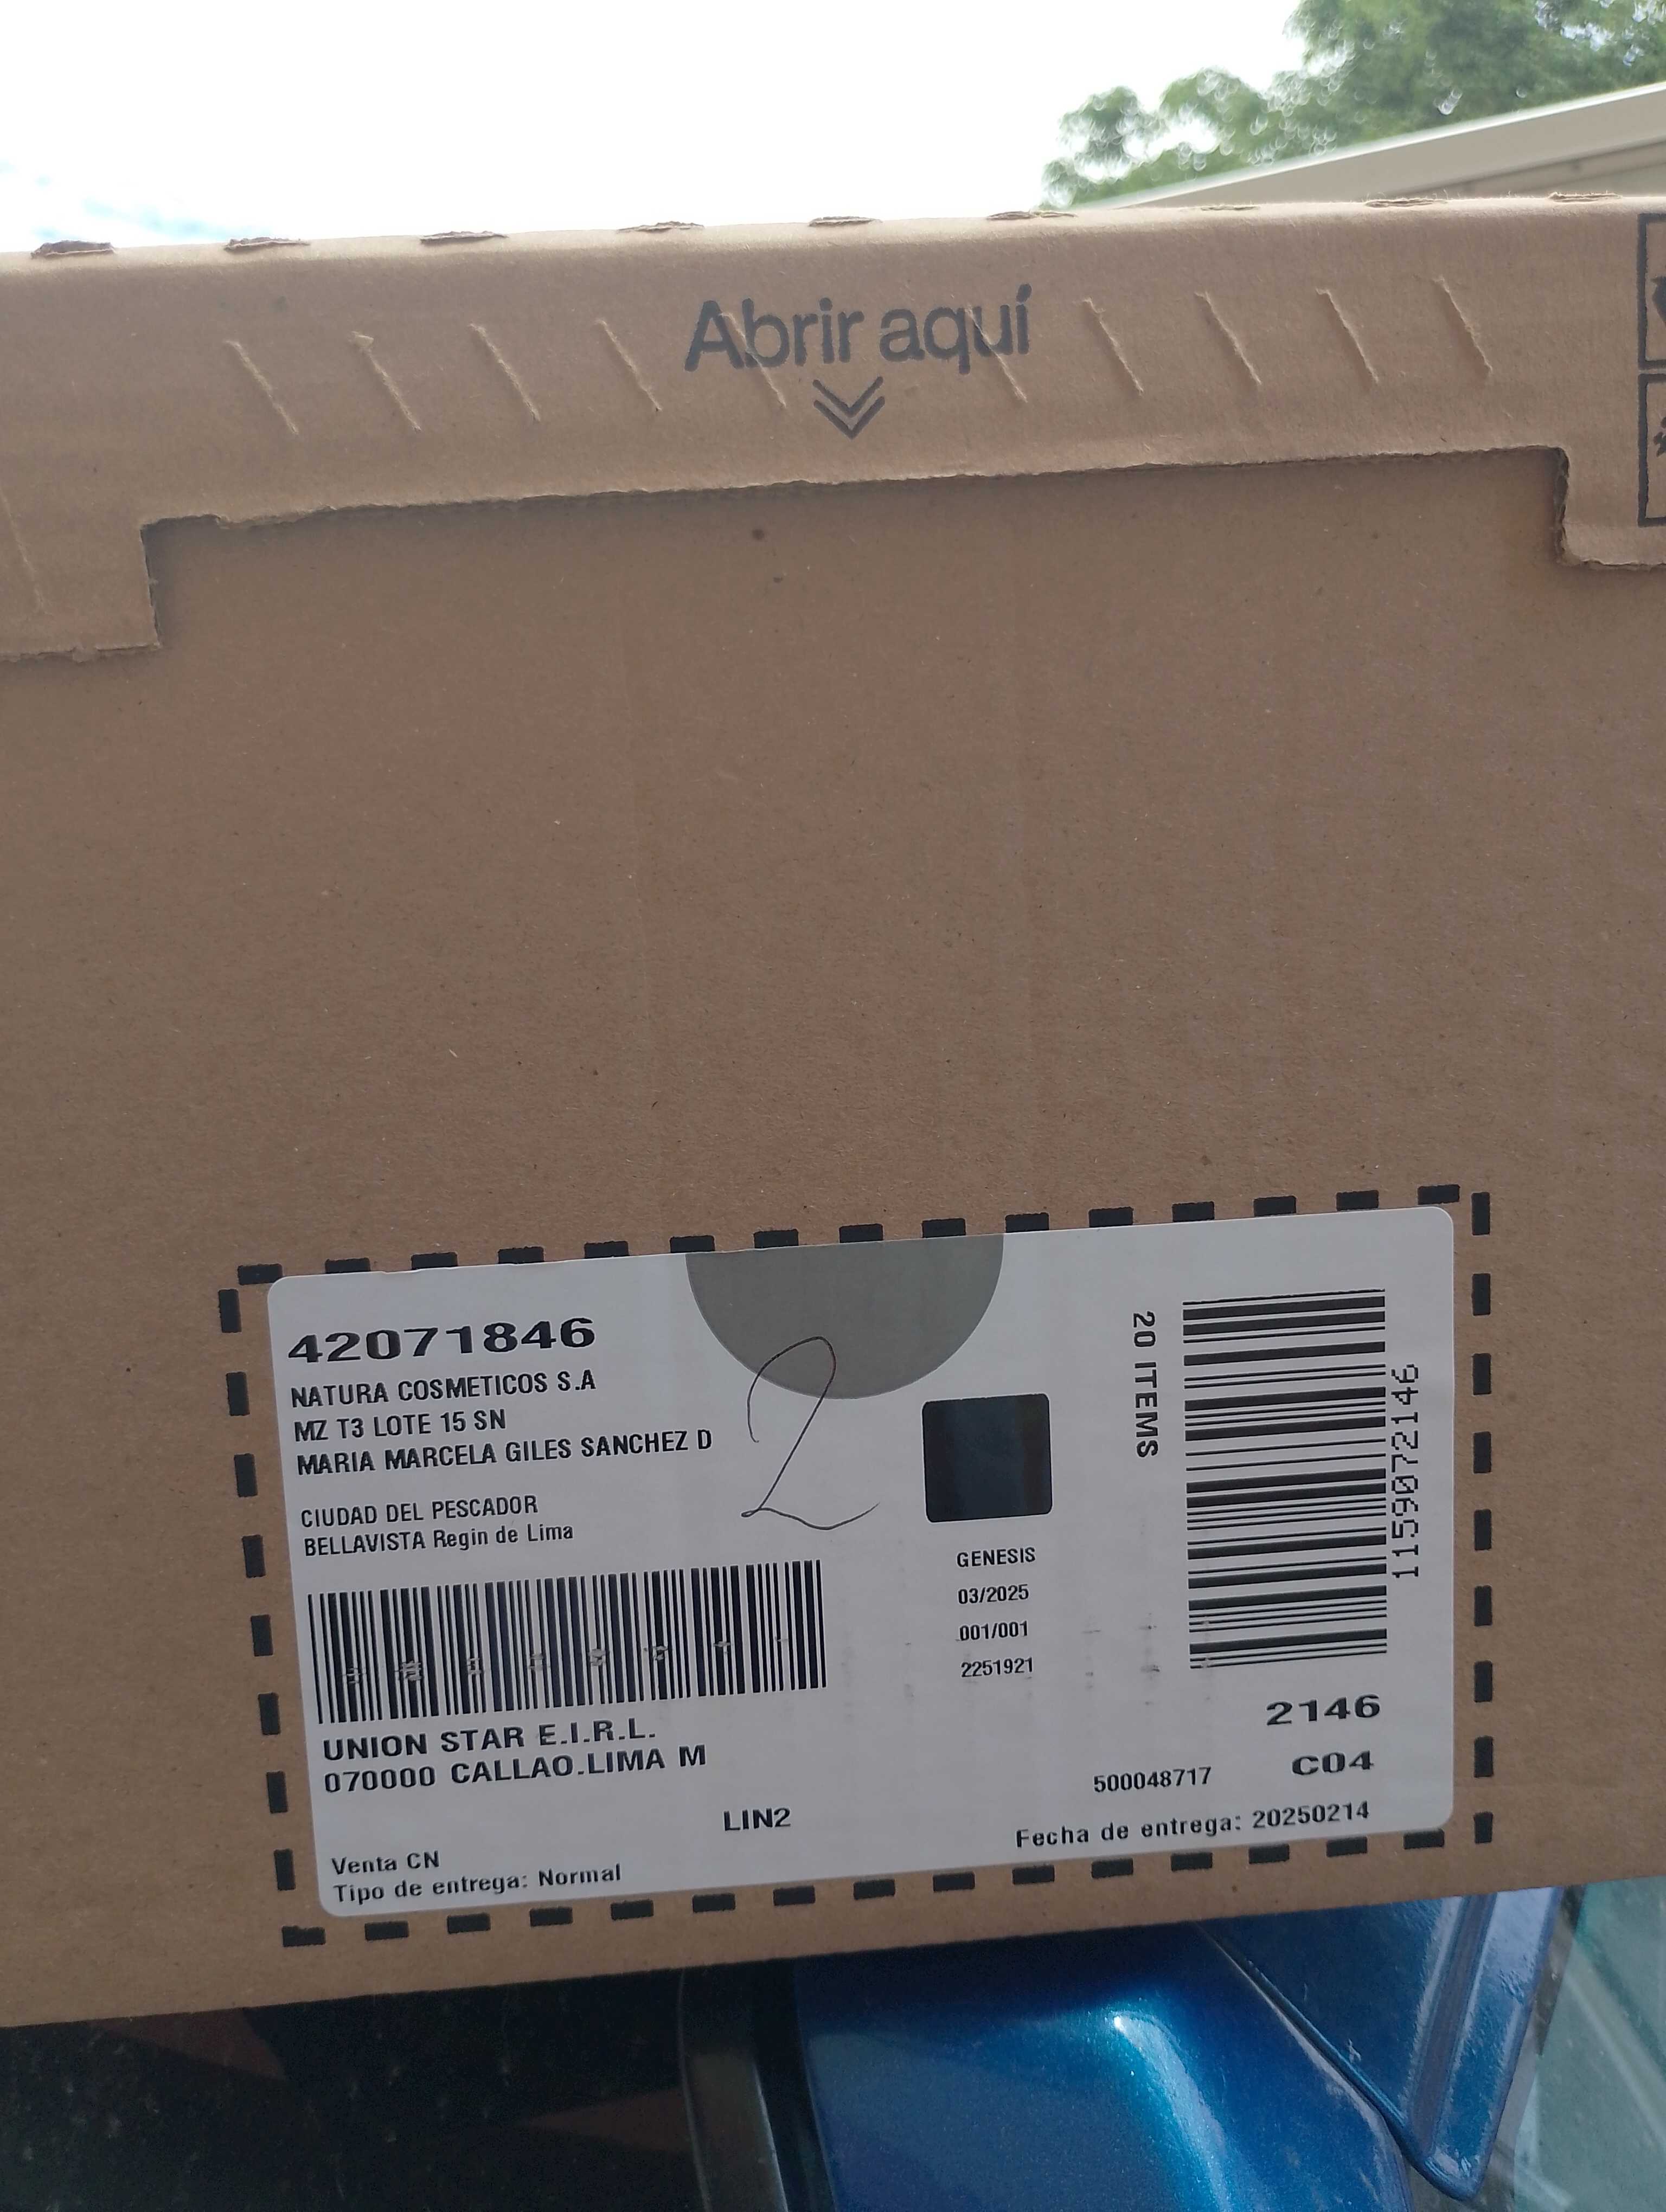 Abrir aquí
42071846
NATURA COSMETICOS S.A
MZ T3 LOTE 15 SN
MARIA MARCELA GILES SANCHEZ D
CIUDAD DEL PESCADOR
BELLAVISTA Regin de Lima
2
UNION STAR E.I.R.L.
070000 CALLAO.LIMA M
LIN2
Venta CN
Tipo de entrega: Normal
GENESIS
03/2025
001/001
2251921
20 ITEMS
1159072146
2146
C04
500048717
Fecha de entrega: 20250214